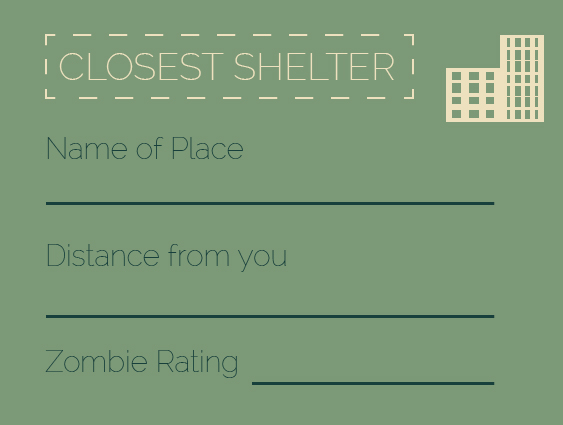 CLOSEST SHELTER
Name of Place
Distance from you
Zombie Rating